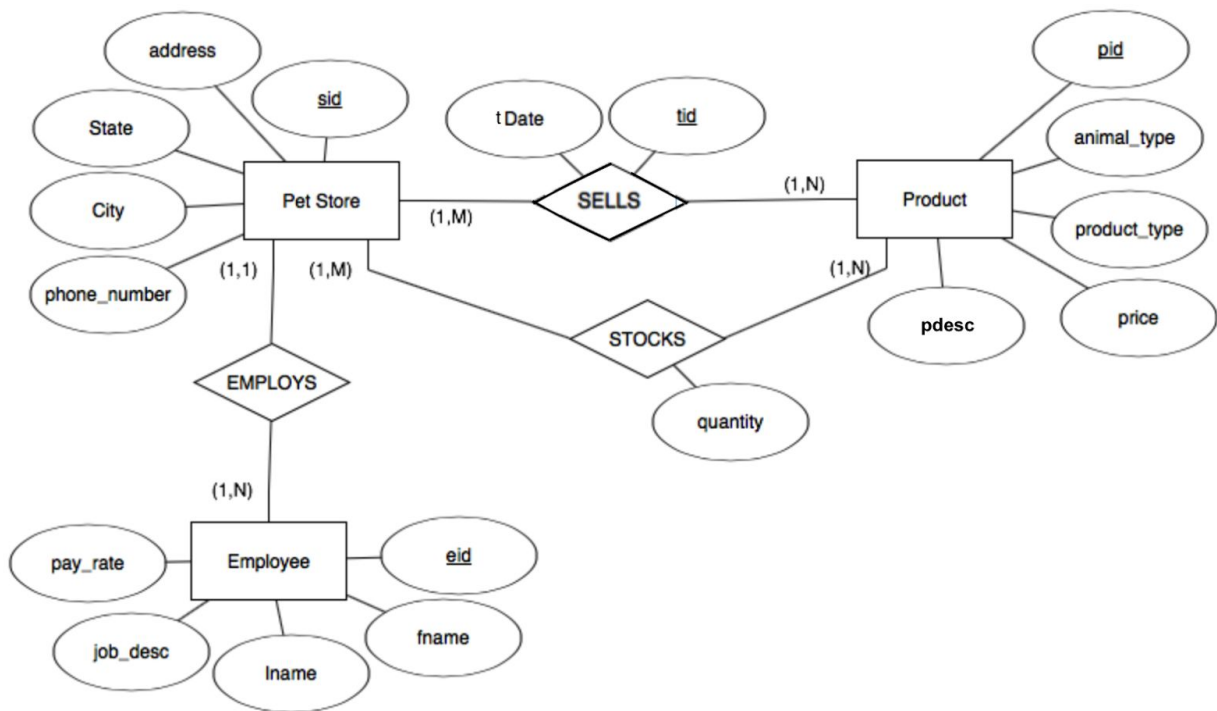 address
sid
State
City
phone_number
Pet Store
tDate
tid
SELLS
(1,M)
(1,N)
pid
animal_type
product_type
price
pdesc
Product
(1,1)
(1,M)
(1,N)
STOCKS
quantity
EMPLOYS
(1,N)
pay_rate
Employee
eid
job_desc
lname
fname